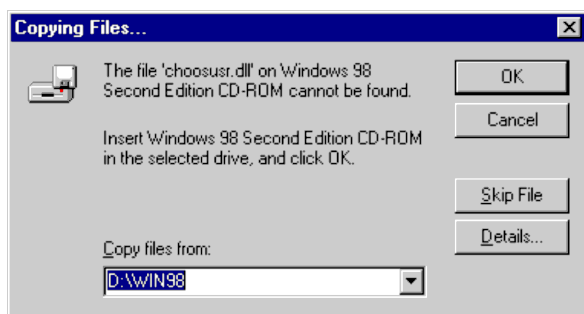 Copying Files...
The file 'choosusr.dll' on Windows 98
Second Edition CD-ROM cannot be found.
Insert Windows 98 Second Edition CD-ROM
in the selected drive, and click OK.
Copy files from:
D:\WIN98
OK
Cancel
Skip File
Details...